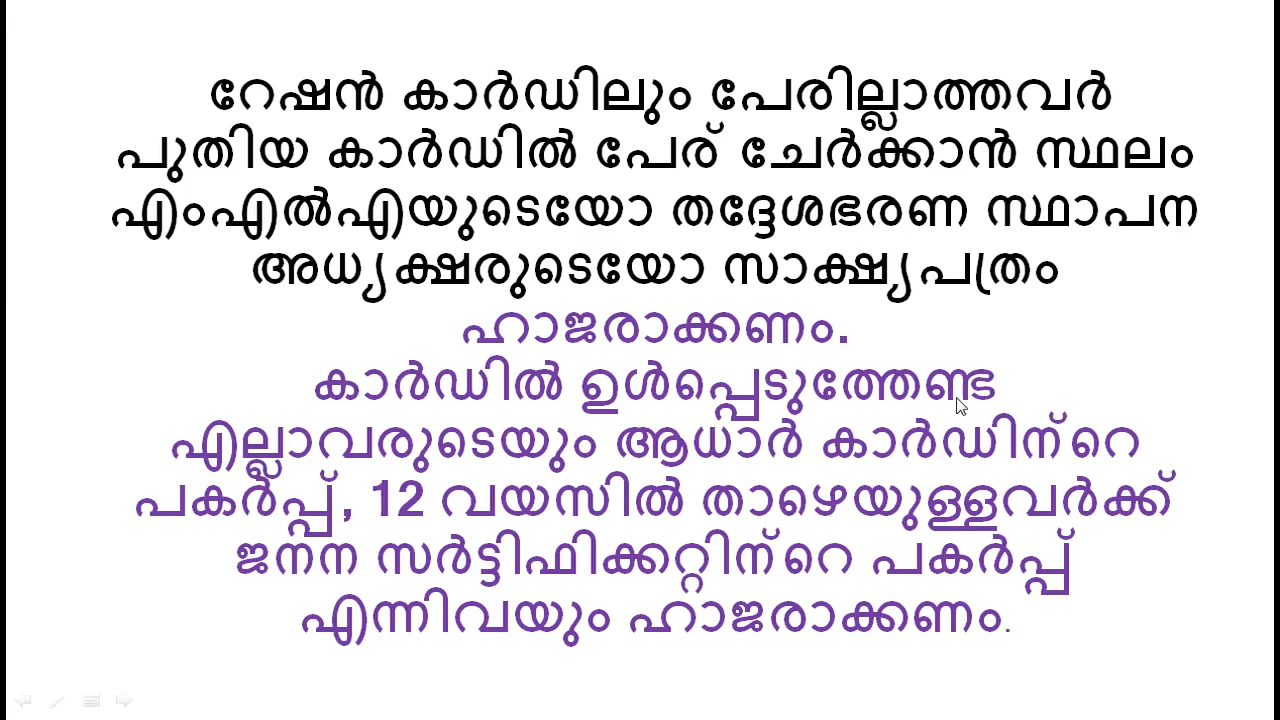 റേഷൻ കാർഡിലും പേരില്ലാത്തവർ
പുതിയ കാർഡിൽ പേര് ചേർക്കാൻ സ്ഥലം
എംഎൽഎയുടെയോ തദ്ദേശഭരണ സ്ഥാപന
അധ്യക്ഷരുടെയോ സാക്ഷ്യപത്രം
ഹാജരാക്കണം.
കാർഡിൽ ഉൾപ്പെടുത്തേണ്ട
എല്ലാവരുടെയും ആധാർ കാർഡിന്റെ
പകർപ്പ്, 12 വയസിൽ താഴെയുള്ളവർക്ക്
ജനന സർട്ടിഫിക്കറ്റിന്റെ പകർപ്പ്
എന്നിവയും ഹാജരാക്കണം.